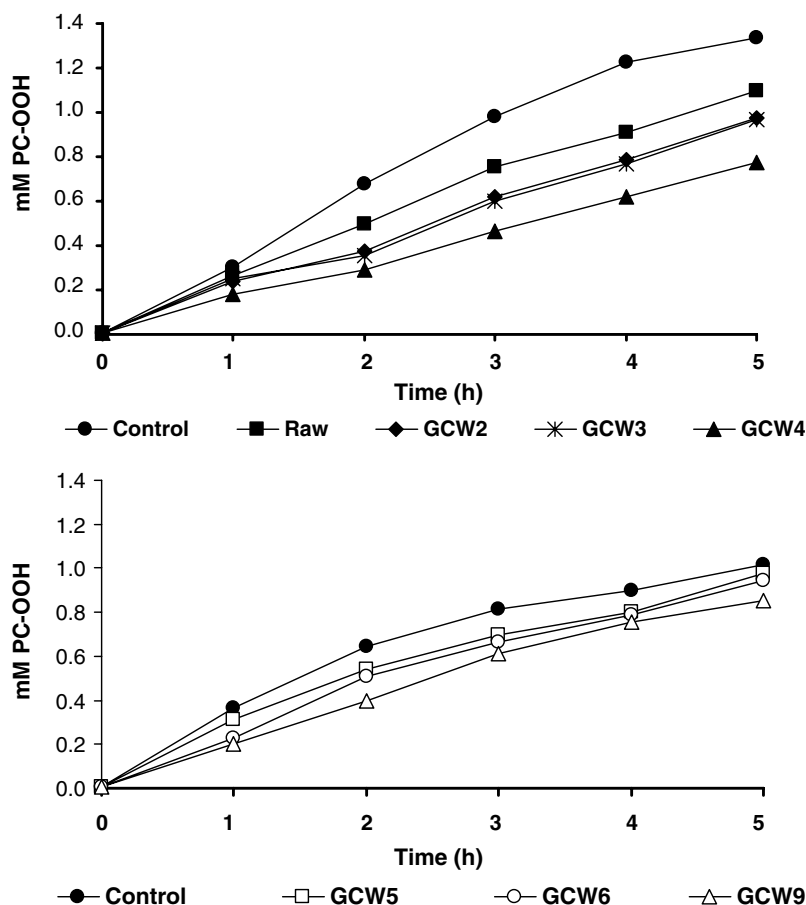 1.4
1.2
1.0
0.8
0.6
0.4
0.2
0.0
mM PC-OOH
0 1 2 3 4 5
Time (h)
Control Raw GCW2 GCW3 GCW4
1.4
1.2
1.0
0.8
0.6
0.4
0.2
0.0
mM PC-OOH
0 1 2 3 4 5
Time (h)
Control GCW5 GCW6 GCW9